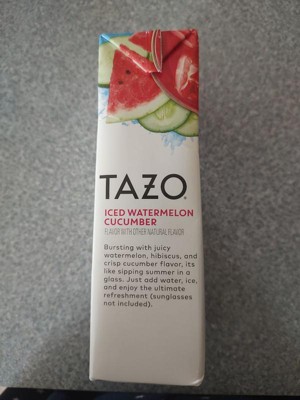 TAZO
ICED WATERMELON
CUCUMBER
FLAVOR WITH OTHER NATURAL FLAVOR
Bursting with juicy
watermelon, hibiscus, and
crisp cucumber flavor, its
like sipping summer in a
glass. Just add water, ice,
and enjoy the ultimate
refreshment (sunglasses
not included).